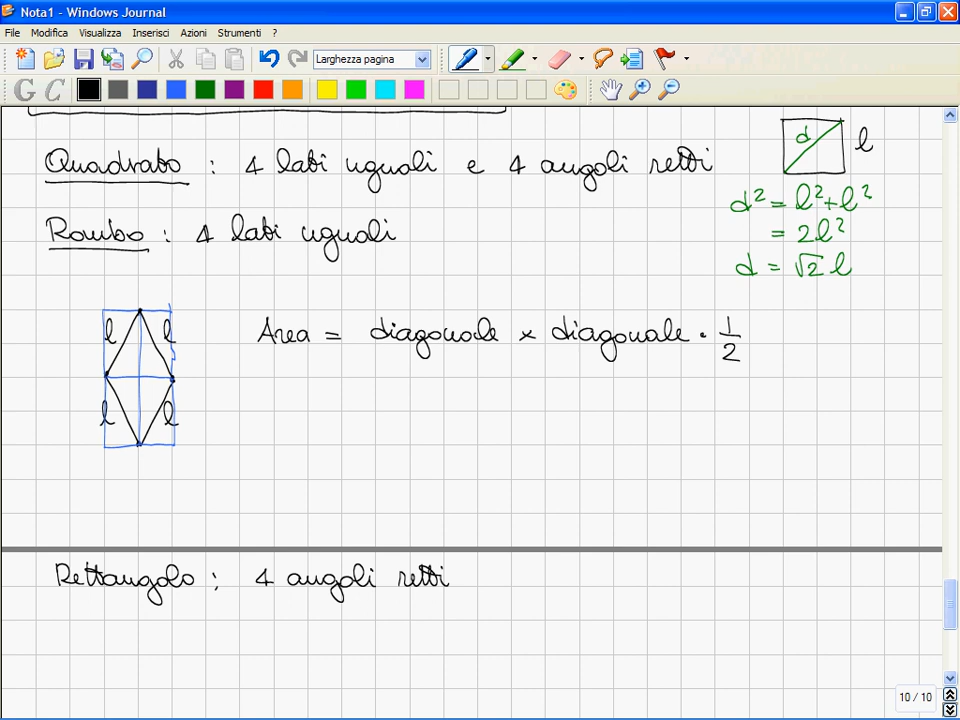 Nota1 - Windows Journal
File Modifica Visualizza Inserisci Azioni Strumenti ?
Larghezza pagina
G C
Quadrato : 4 lati uguali e 4 angoli retti
d l
d² = l² + l²
= 2l²
d = √2 l
Rombo : 4 lati uguali
l l
l l
Area = diagonale × diagonale · 1/2
Rettangolo : 4 angoli retti
10 / 10